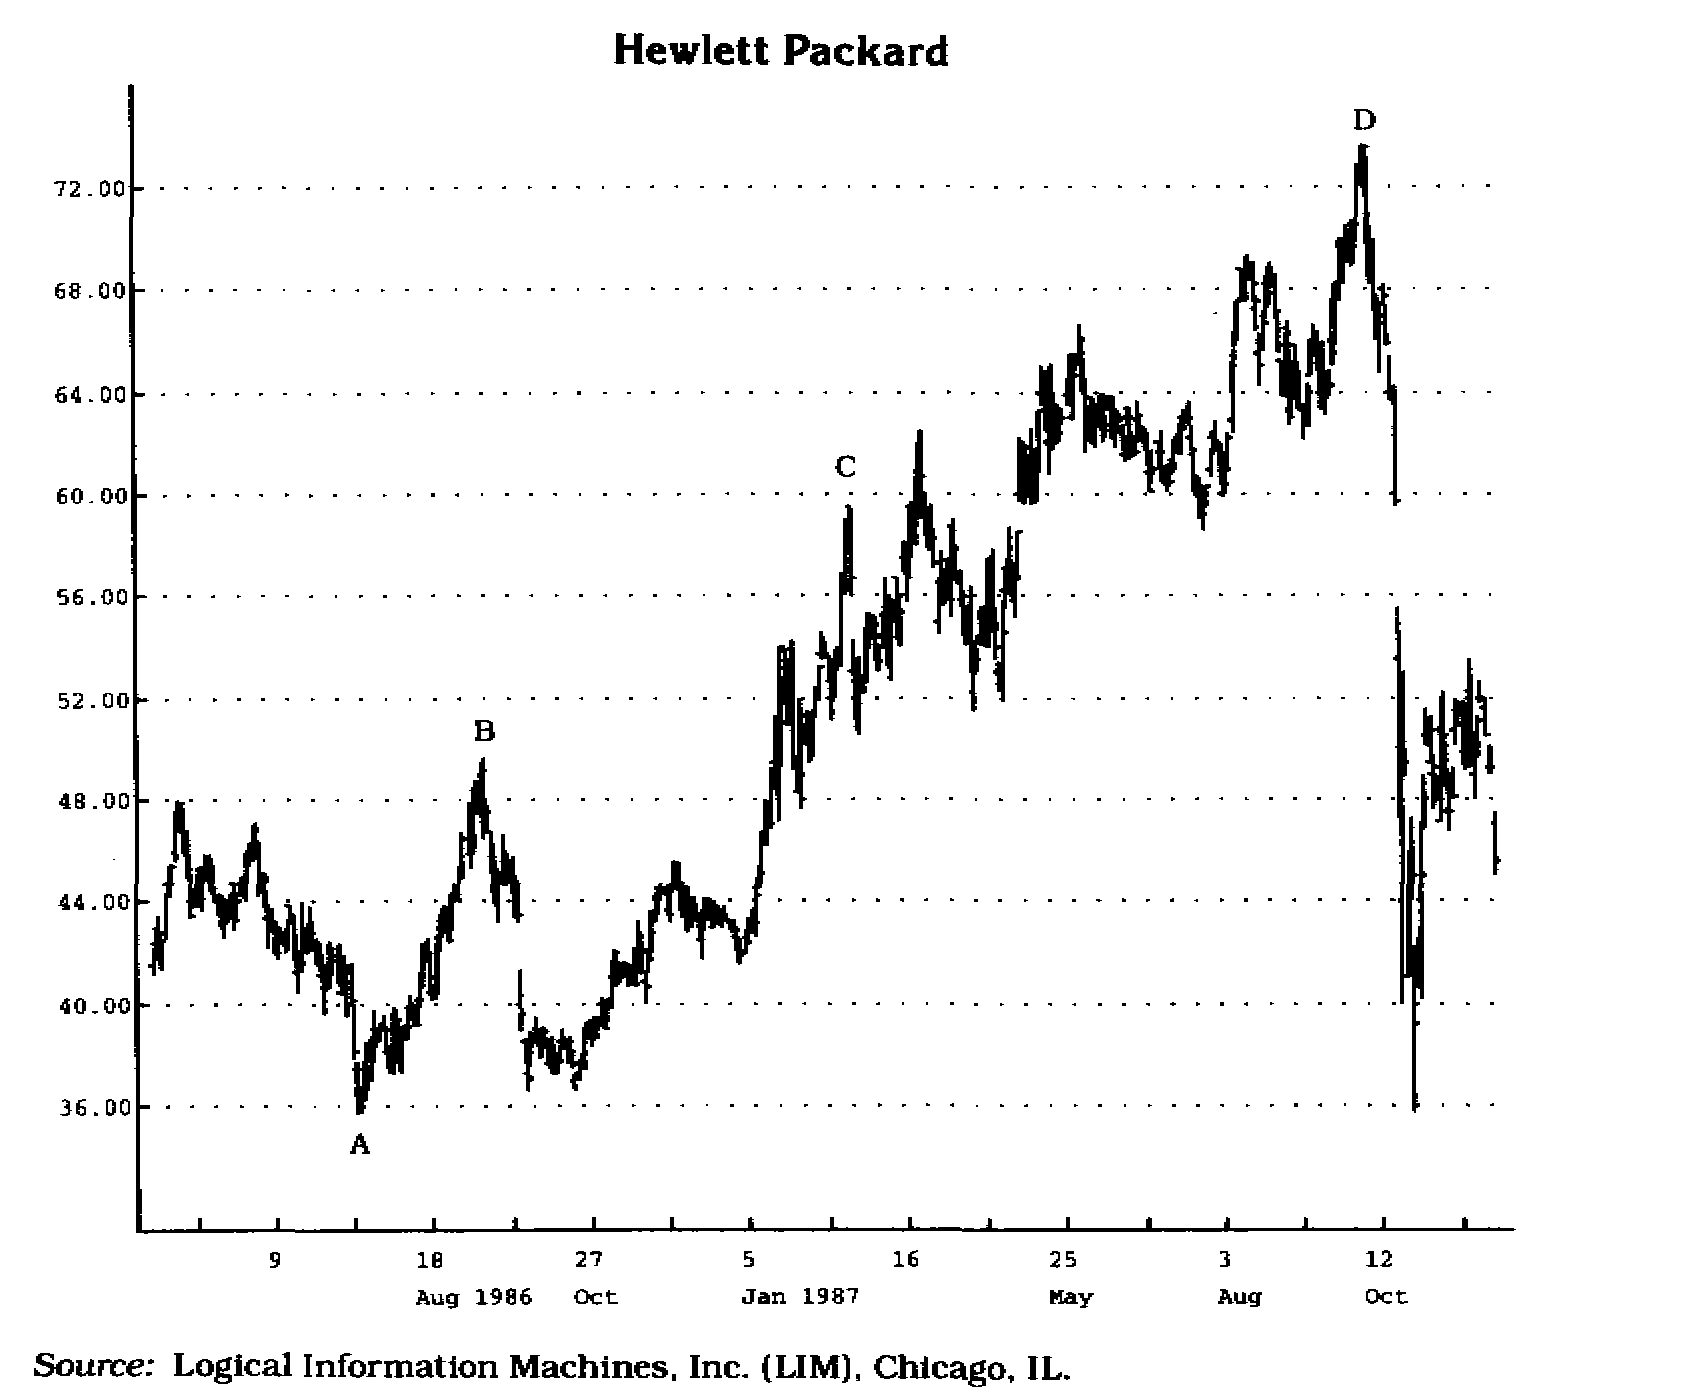 Hewlett Packard
D
72.00
68.00
64.00
C
60.00
56.00
52.00
B
48.00
44.00
40.00
36.00
A
9 18 27 5 16 25 3 12
Aug 1986 Oct Jan 1987 May Aug Oct
Source: Logical Information Machines, Inc. (LIM), Chicago, IL.